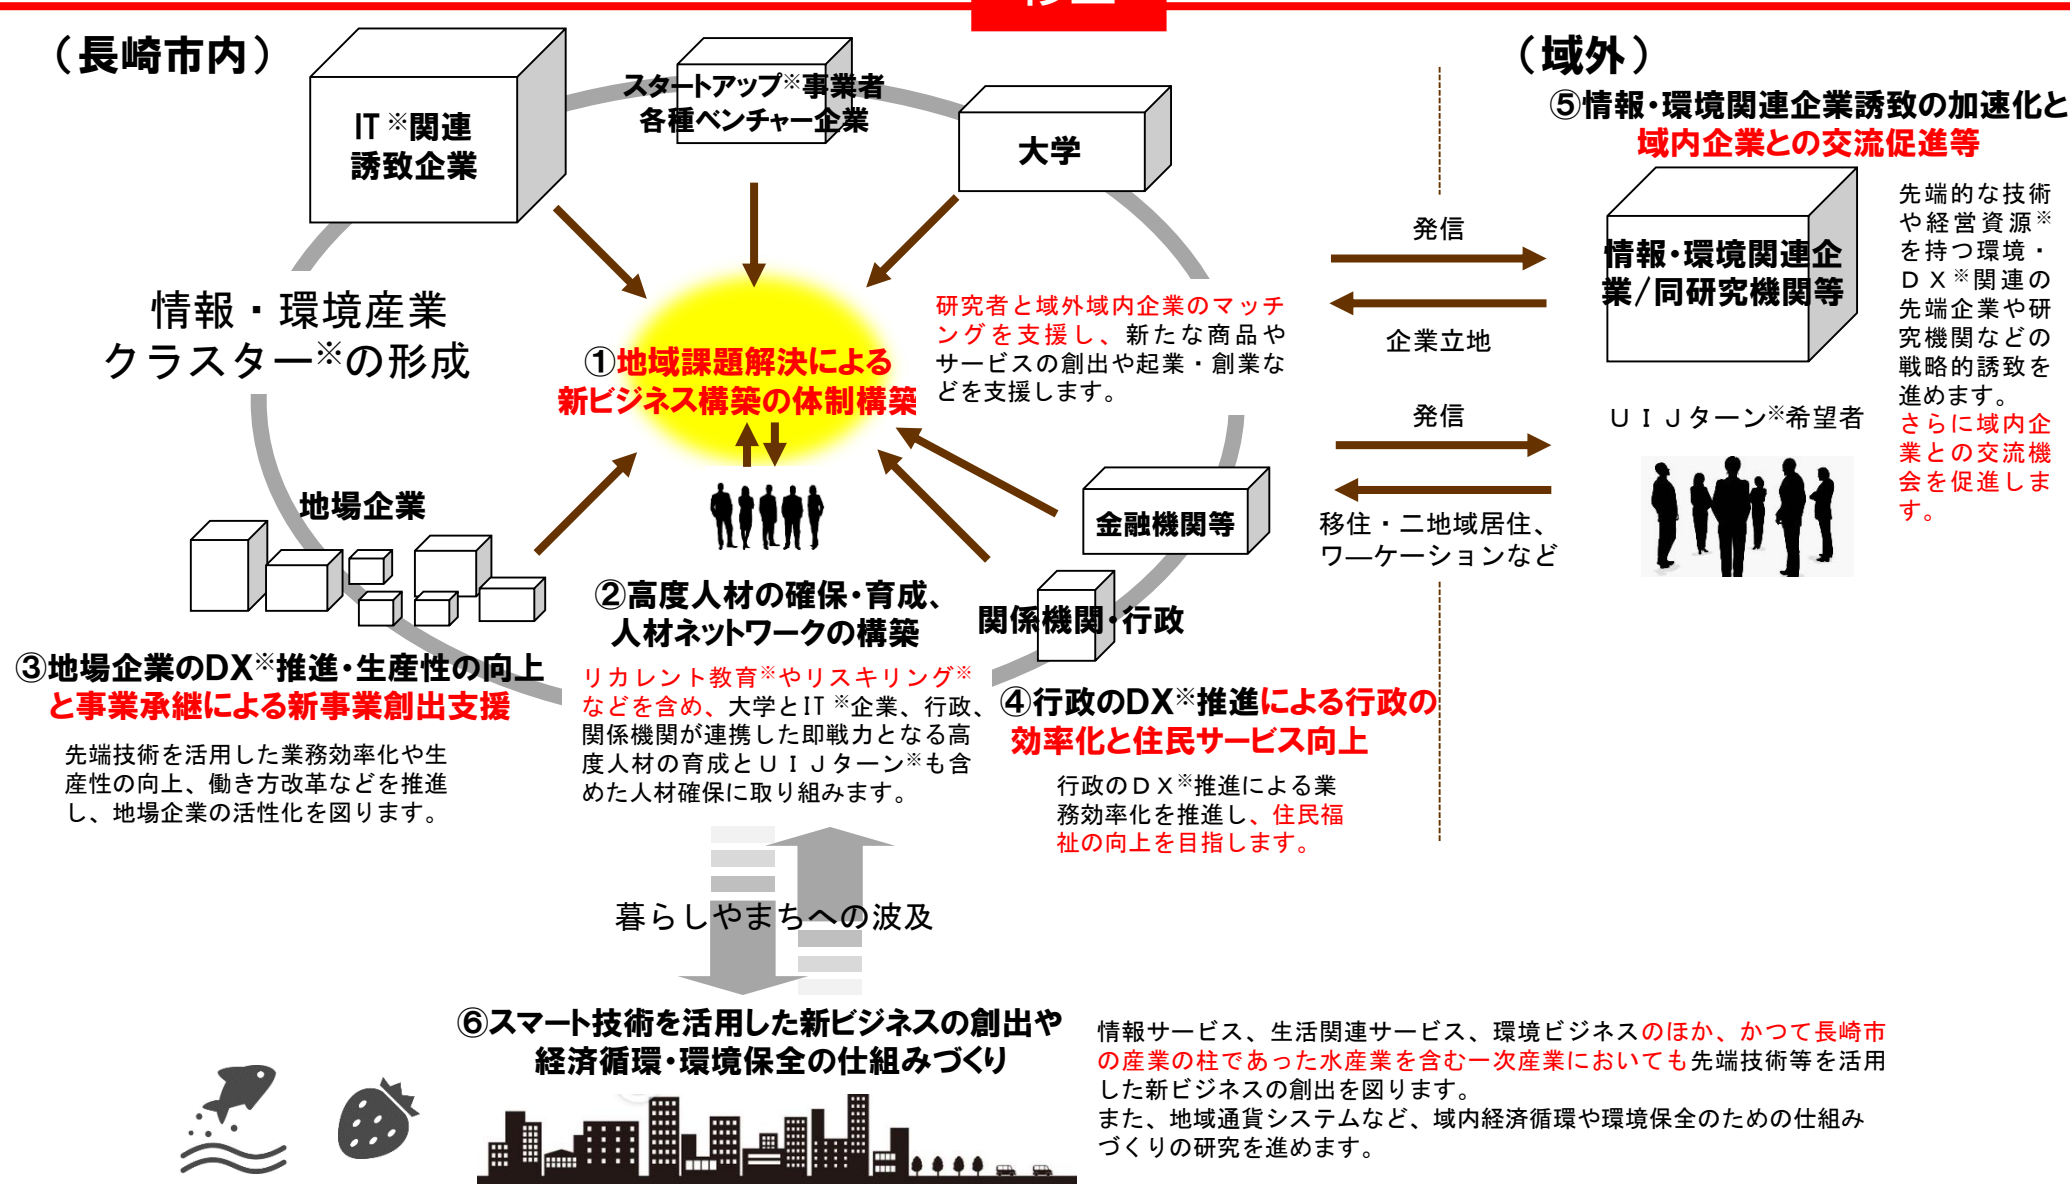 （長崎市内）
IT※関連
誘致企業
スタートアップ※事業者
各種ベンチャー企業
大学
情報・環境産業
クラスター※の形成
①地域課題解決による
新ビジネス構築の体制構築
研究者と域外域内企業のマッチ
ングを支援し、新たな商品や
サービスの創出や起業・創業な
どを支援します。
地場企業
金融機関等
関係機関・行政
②高度人材の確保・育成、
人材ネットワークの構築
リカレント教育※やリスキリング※
などを含め、大学とIT※企業、行政、
関係機関が連携した即戦力となる高
度人材の育成とＵＩＪターン※も含
めた人材確保に取り組みます。
③地場企業のDX※推進・生産性の向上
と事業承継による新事業創出支援
先端技術を活用した業務効率化や生
産性の向上、働き方改革などを推進
し、地場企業の活性化を図ります。
④行政のDX※推進による行政の
効率化と住民サービス向上
行政のＤＸ※推進による業
務効率化を推進し、住民福
祉の向上を目指します。
発信
企業立地
発信
移住・二地域居住、
ワ―ケーションなど
（域外）
⑤情報・環境関連企業誘致の加速化と
域内企業との交流促進等
情報・環境関連企
業/同研究機関等
ＵＩＪターン※希望者
先端的な技術
や経営資源※
を持つ環境・
ＤＸ※関連の
先端企業や研
究機関などの
戦略的誘致を
進めます。
さらに域内企
業との交流機
会を促進しま
す。
暮らしやまちへの波及
⑥スマート技術を活用した新ビジネスの創出や
経済循環・環境保全の仕組みづくり
情報サービス、生活関連サービス、環境ビジネスのほか、かつて長崎市
の産業の柱であった水産業を含む一次産業においても先端技術等を活用
した新ビジネスの創出を図ります。
また、地域通貨システムなど、域内経済循環や環境保全のための仕組み
づくりの研究を進めます。